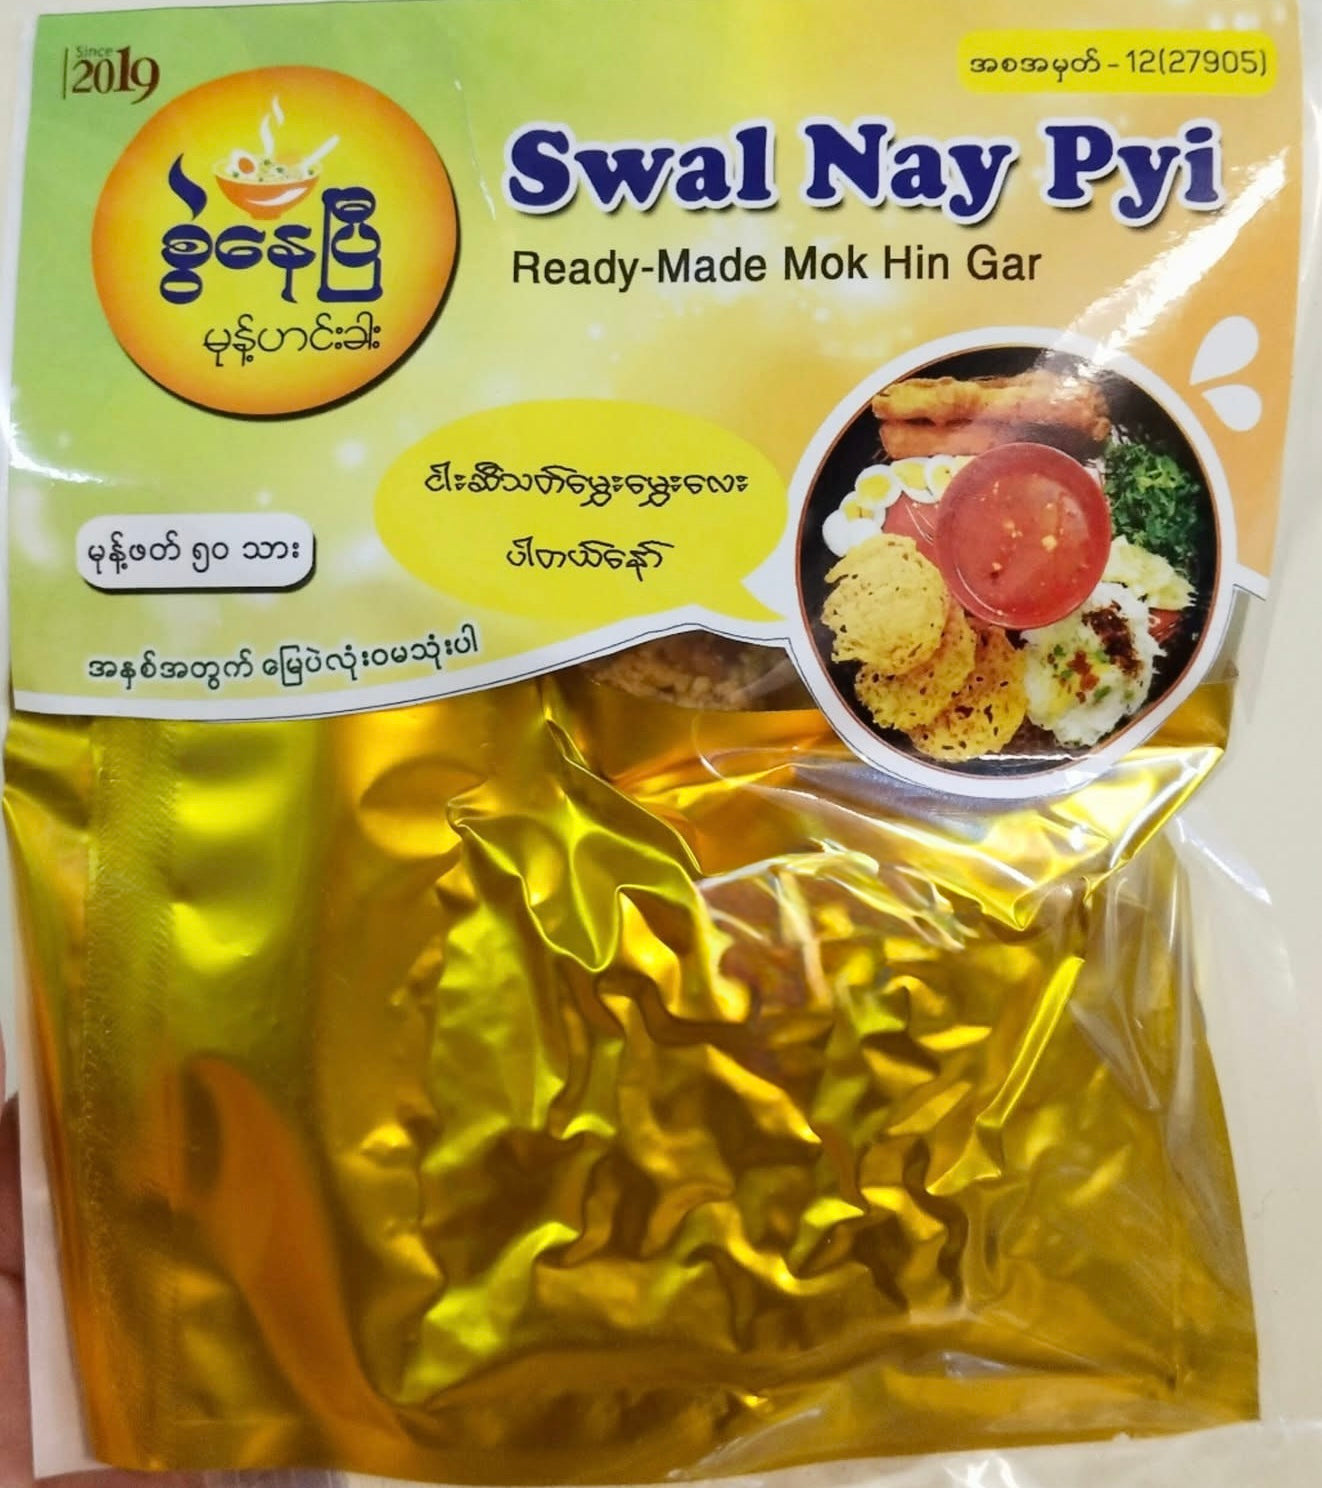 Since
2019
အစအမှတ် - 12(27905)
စွဲနေပြီ
မုန့်ဟင်းခါး
Swal Nay Pyi
Ready-Made Mok Hin Gar
ငါးဆီသတ်မွှေးမွှေးလေး
ပါတယ်နော်
မုန့်ဖတ် ၅၀ သား
အနှစ်အတွက် မြေပဲလုံးဝမသုံးပါ